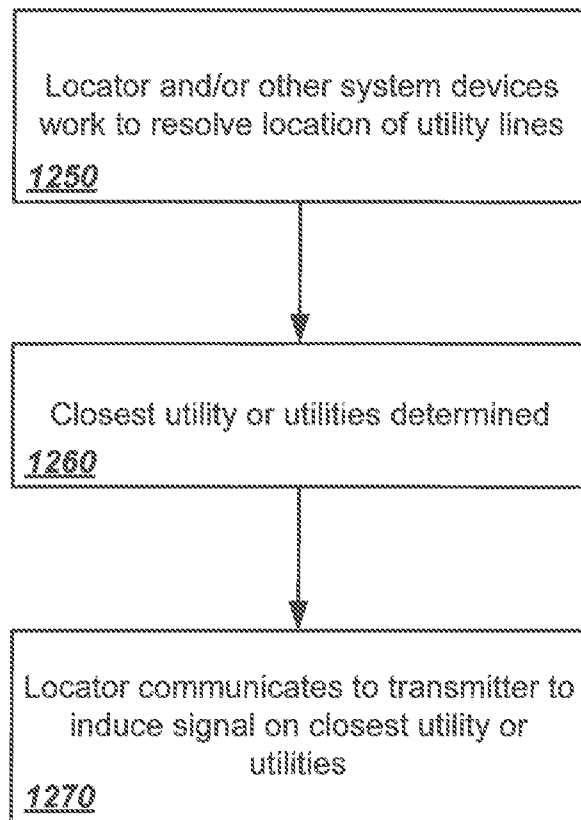 Locator and/or other system devices
work to resolve location of utility lines
1250
Closest utility or utilities determined
1260
Locator communicates to transmitter to
induce signal on closest utility or
utilities
1270